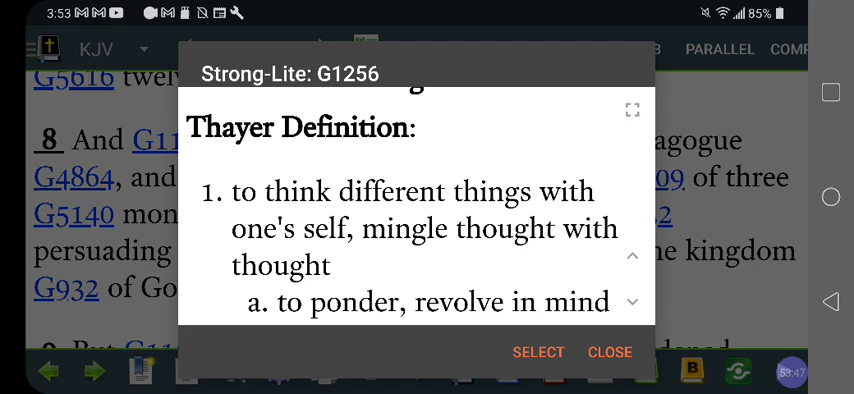 3:53
85%
KJV
PARALLEL
Strong-Lite: G1256
G5616 twel
Thayer Definition:
8 And G11
agogue
G4864, and
09 of three
1. to think different things with
G5140 mon
2
one's self, mingle thought with
persuading
ne kingdom
thought
G932 of Go
a. to ponder, revolve in mind
SELECT CLOSE
B
53:47